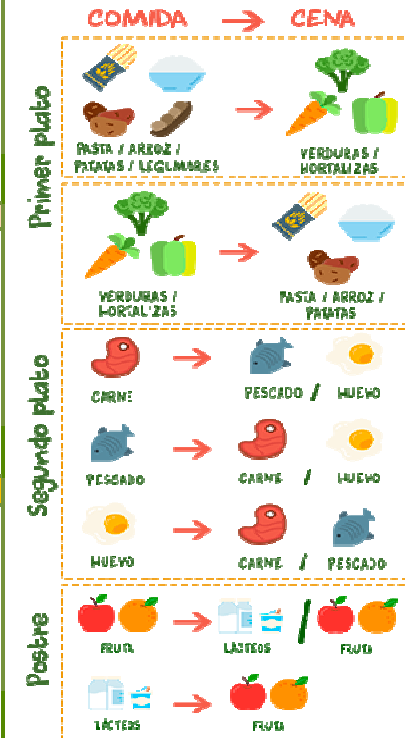 COMIDA → CENA
Primer plato
PASTA / ARROZ /
PATATAS / LEGUMBRES
VERDURAS /
HORTALIZAS
VERDURAS /
HORTALIZAS
PASTA / ARROZ /
PATATAS
Segundo plato
CARNE
PESCADO / HUEVO
PESCADO
CARNE / HUEVO
HUEVO
CARNE / PESCADO
Postre
FRUTA
LÁCTEOS / FRUTA
LÁCTEOS
FRUTA